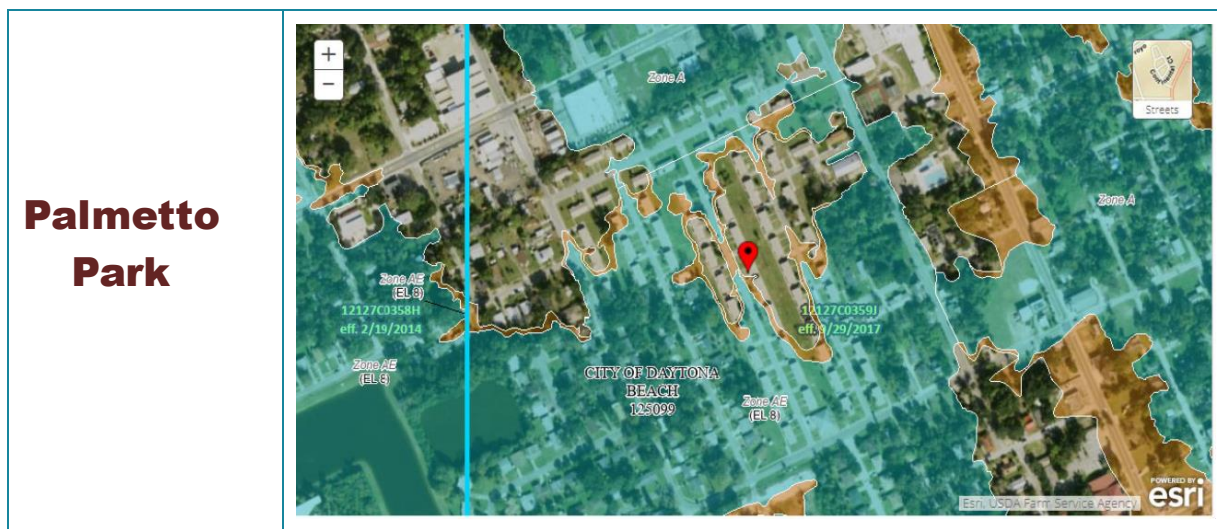 Palmetto
Park
+
−
Zone A
Streets
Zone A
Zone AE
(EL 8)
12127C0358H
eff. 2/19/2014
12127C0359J
eff. 9/29/2017
Zone AE
(EL 8)
CITY OF DAYTONA
BEACH
125099
Zone AE
(EL 8)
Esri, USDA Farm Service Agency
POWERED BY
esri